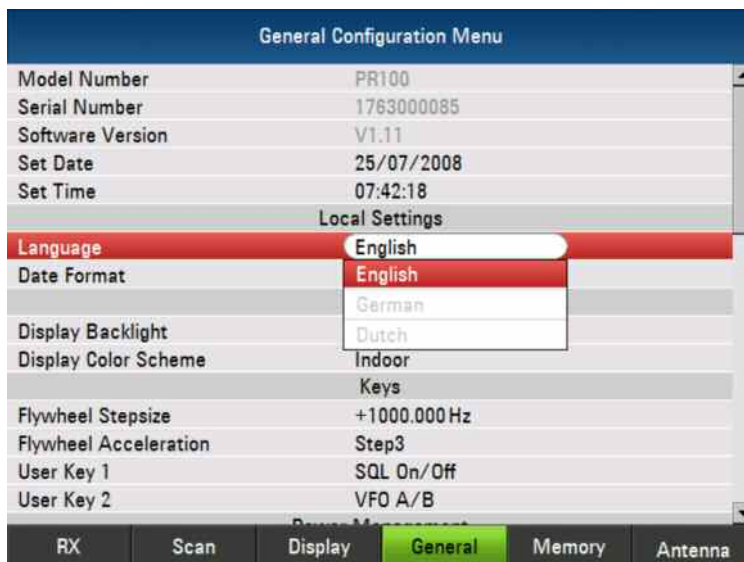 General Configuration Menu
Model Number PR100
Serial Number 1763000085
Software Version V1.11
Set Date 25/07/2008
Set Time 07:42:18
Local Settings
Language English
Date Format English
German
Display Backlight Dutch
Display Color Scheme Indoor
Keys
Flywheel Stepsize +1000.000 Hz
Flywheel Acceleration Step3
User Key 1 SQL On/Off
User Key 2 VFO A/B
Power Management
RX Scan Display General Memory Antenna